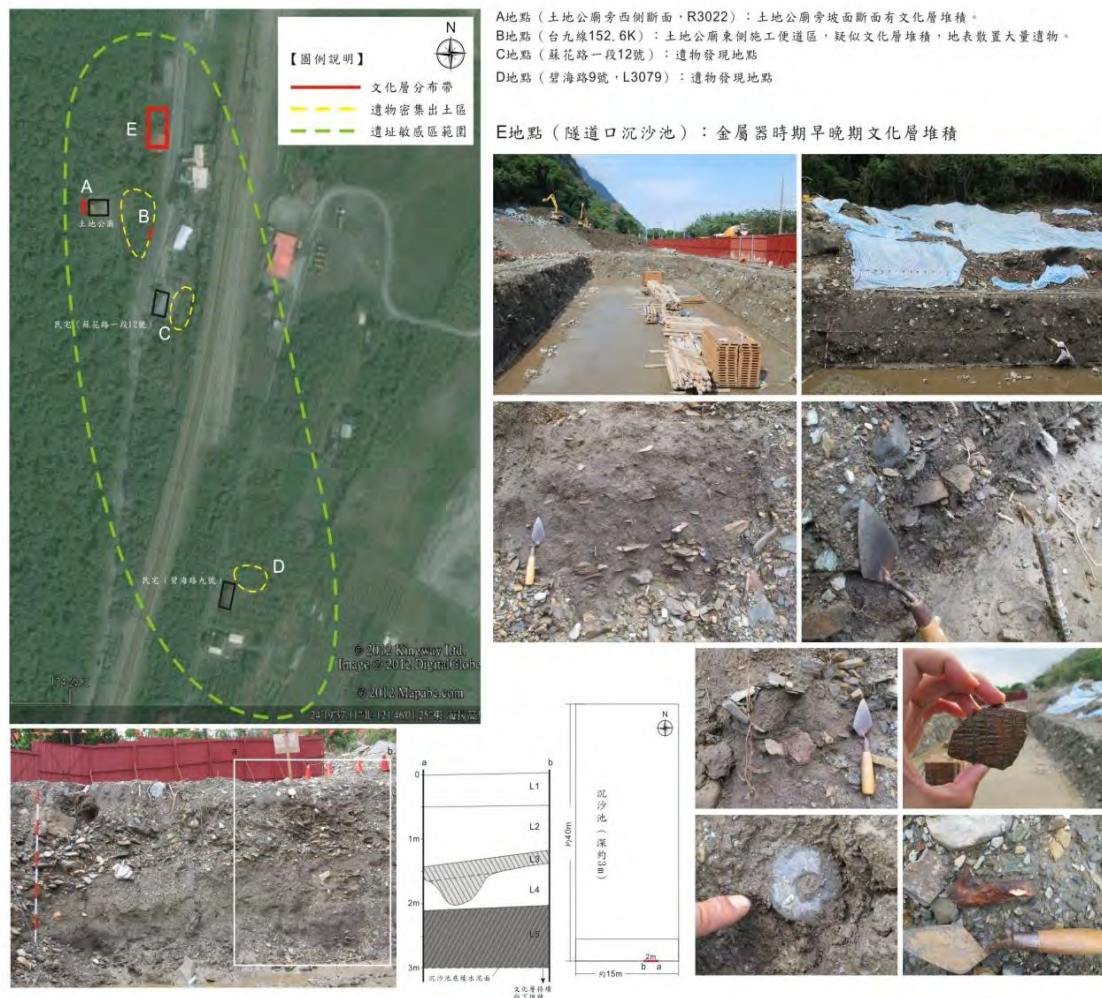 A地點（土地公廟旁西側斷面，R3022）：土地公廟旁坡面斷面有文化層堆積。
B地點（台九線152.6K）：土地公廟東側施工便道區，疑似文化層堆積，地表散置大量遺物。
C地點（蘇花路一段12號）：遺物發現地點
D地點（碧海路9號，L3079）：遺物發現地點
E地點（隧道口沉沙池）：金屬器時期早晚期文化層堆積
N
【圖例說明】
文化層分布帶
遺物密集出土區
遺址敏感區範圍
E
A
土地公廟
B
民宅（蘇花路一段12號）
C
民宅（碧海路九號）
D
© 2012 Kingway Ltd.
Image © 2012 DigitalGlobe
© 2012 Mapabc.com
a
b
a
b
0
1m
2m
3m
L1
L2
L3
L4
L5
沉沙池底緣水泥面
文化層持續
向下堆積
N
沉沙池（深約3m）
約40m
約15m
2m
b a